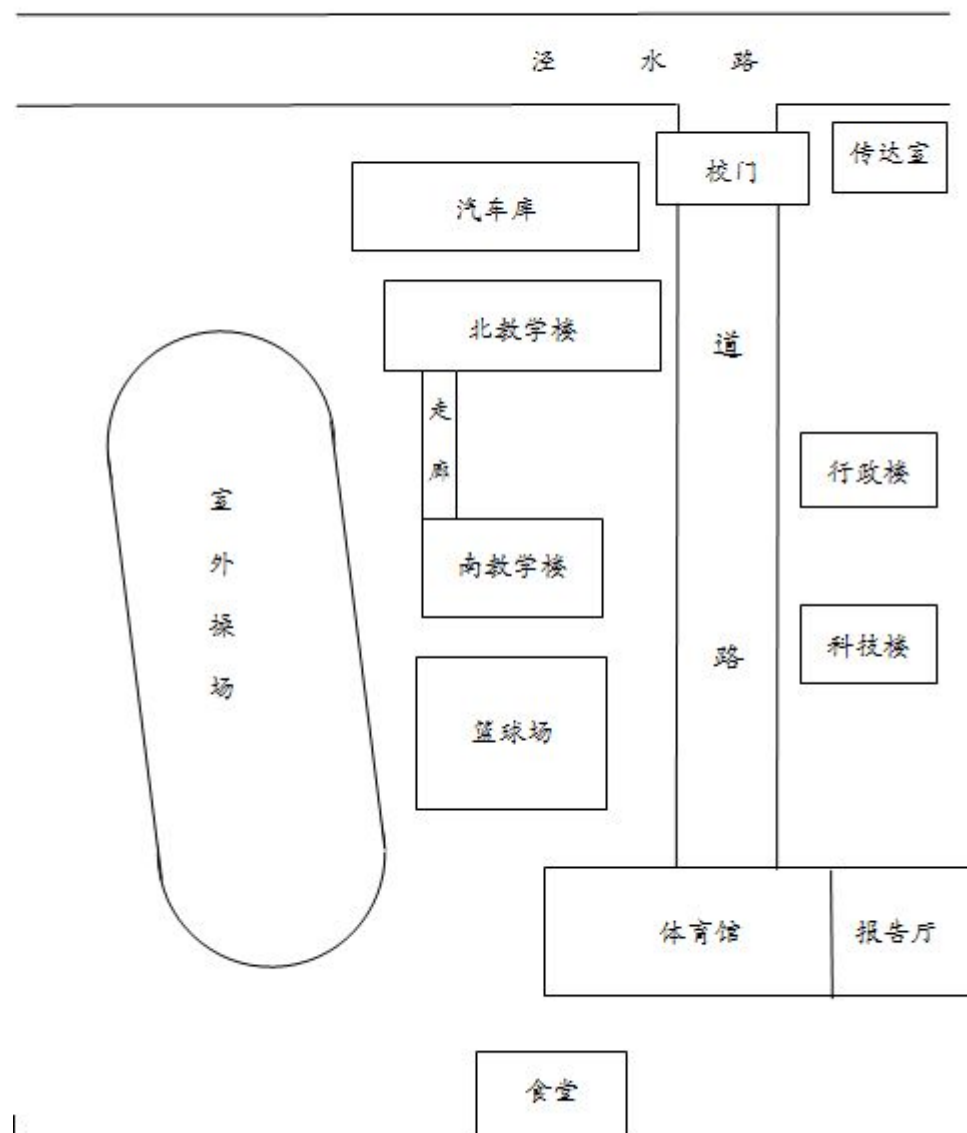 泾水路
传达室
校门
汽车库
北教学楼
道路
走廊
行政楼
室外操场
南教学楼
科技楼
篮球场
体育馆
报告厅
食堂